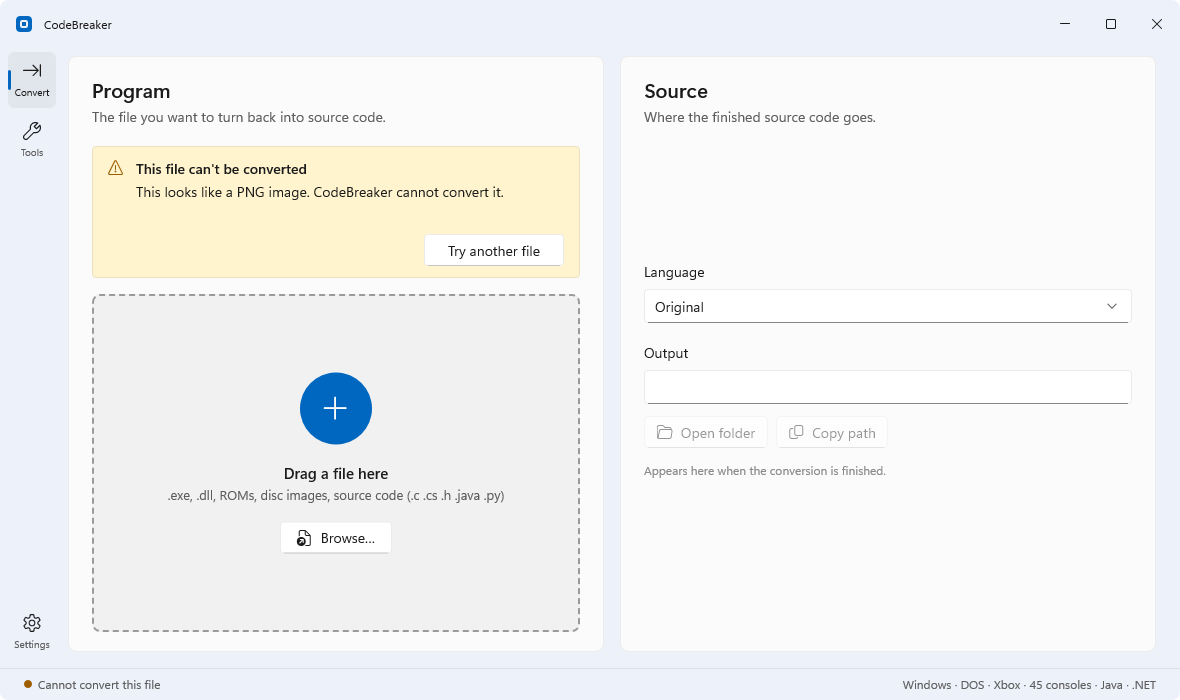 CodeBreaker
Convert
Tools
Settings
Program
The file you want to turn back into source code.
This file can't be converted
This looks like a PNG image. CodeBreaker cannot convert it.
Try another file
Drag a file here
.exe, .dll, ROMs, disc images, source code (.c .cs .h .java .py)
Browse...
Source
Where the finished source code goes.
Language
Original
Output
Open folder
Copy path
Appears here when the conversion is finished.
Cannot convert this file
Windows · DOS · Xbox · 45 consoles · Java · .NET